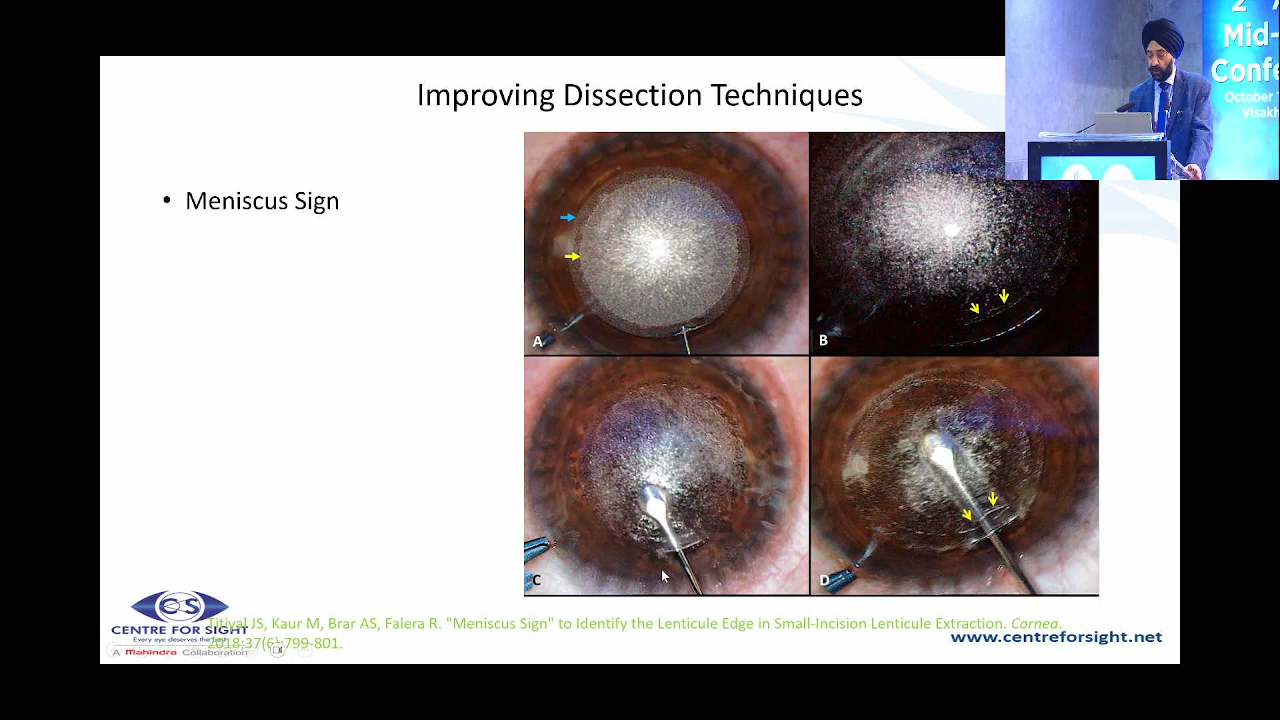 Improving Dissection Techniques
• Meniscus Sign
A
B
C
D
Mid-
Confe
October
Visakh
CS
CENTRE FOR SIGHT
Every eye deserves the best
A Mahindra Collaboration
Titiyal JS, Kaur M, Brar AS, Falera R. "Meniscus Sign" to Identify the Lenticule Edge in Small-Incision Lenticule Extraction. Cornea.
2018;37(6):799-801.
www.centreforsight.net